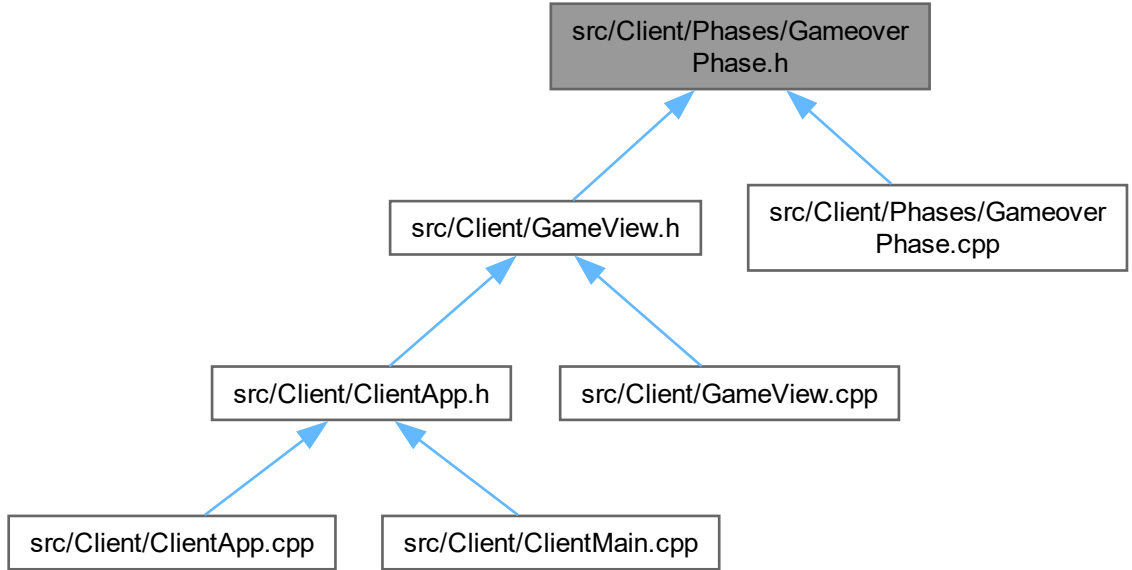 src/Client/Phases/Gameover
Phase.h
src/Client/GameView.h
src/Client/Phases/Gameover
Phase.cpp
src/Client/ClientApp.h
src/Client/GameView.cpp
src/Client/ClientApp.cpp
src/Client/ClientMain.cpp